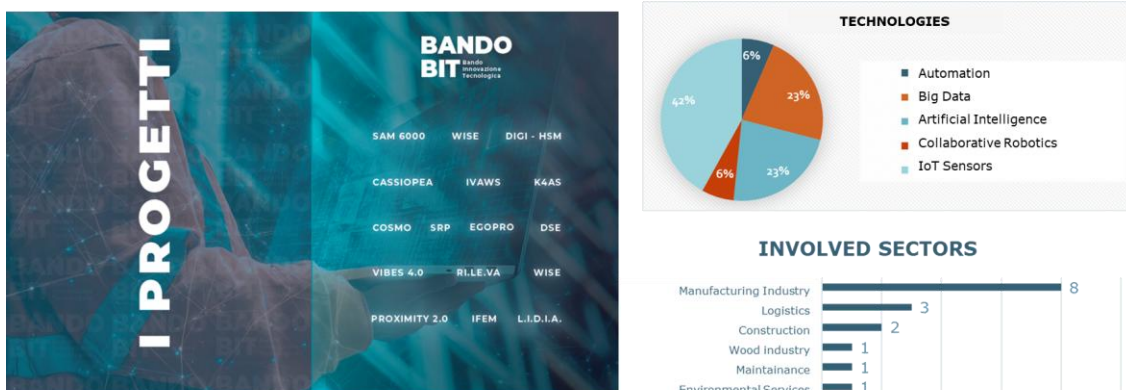 I PROGETTI
BANDO
BIT Bando
Innovazione
Tecnologica
SAM 6000 WISE DIGI - HSM
CASSIOPEA IVAWS K4AS
COSMO SRP EGOPRO DSE
VIBES 4.0 RI.LE.VA WISE
PROXIMITY 2.0 IFEM L.I.D.I.A.
TECHNOLOGIES
6%
23%
23%
6%
42%
Automation
Big Data
Artificial Intelligence
Collaborative Robotics
IoT Sensors
INVOLVED SECTORS
Manufacturing Industry 8
Logistics 3
Construction 2
Wood industry 1
Maintainance 1
Environmental Services 1